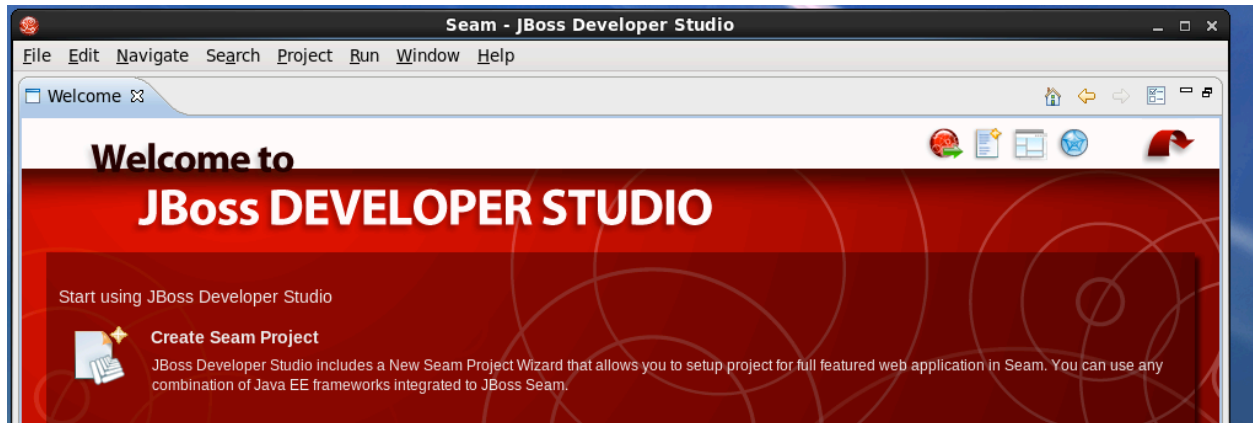 Seam - JBoss Developer Studio
File Edit Navigate Search Project Run Window Help
Welcome
Welcome to
JBoss DEVELOPER STUDIO
Start using JBoss Developer Studio
Create Seam Project
JBoss Developer Studio includes a New Seam Project Wizard that allows you to setup project for full featured web application in Seam. You can use any
combination of Java EE frameworks integrated to JBoss Seam.